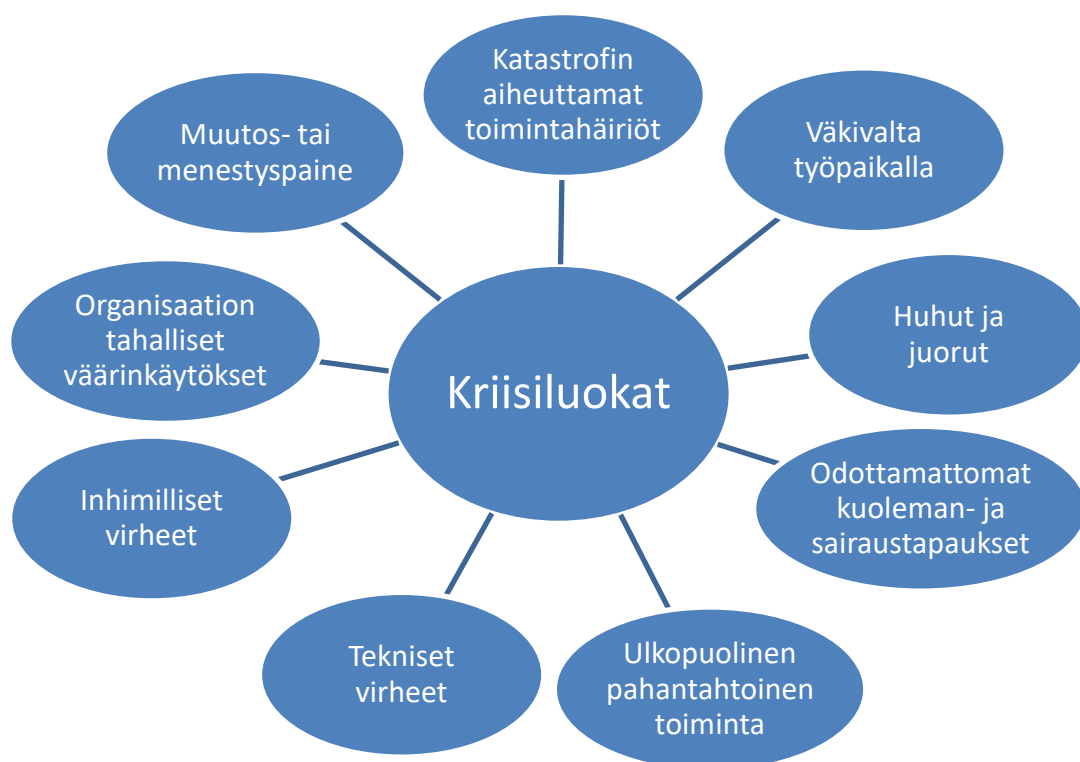 Katastrofin
aiheuttamat
toimintahäiriöt
Väkivalta
työpaikalla
Huhut ja
juorut
Odottamattomat
kuoleman- ja
sairaustapaukset
Ulkopuolinen
pahantahtoinen
toiminta
Tekniset
virheet
Inhimilliset
virheet
Organisaation
tahalliset
väärinkäytökset
Muutos- tai
menestyspaine
Kriisiluokat